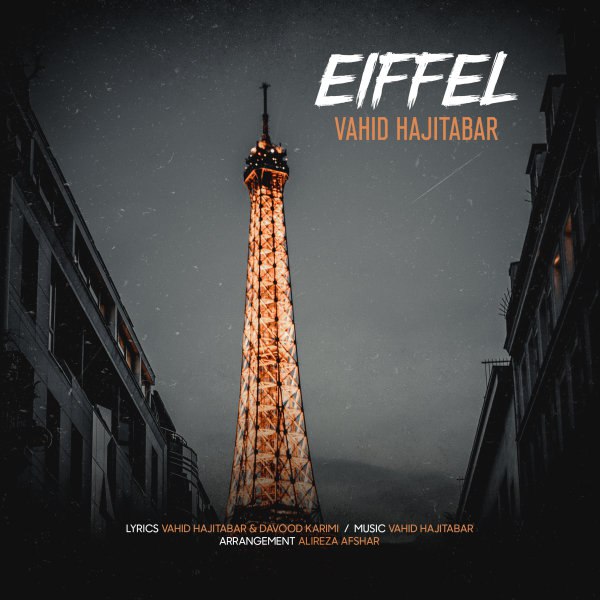 EIFFEL
VAHID HAJITABAR
LYRICS VAHID HAJITABAR & DAVOOD KARIMI / MUSIC VAHID HAJITABAR
ARRANGEMENT ALIREZA AFSHAR